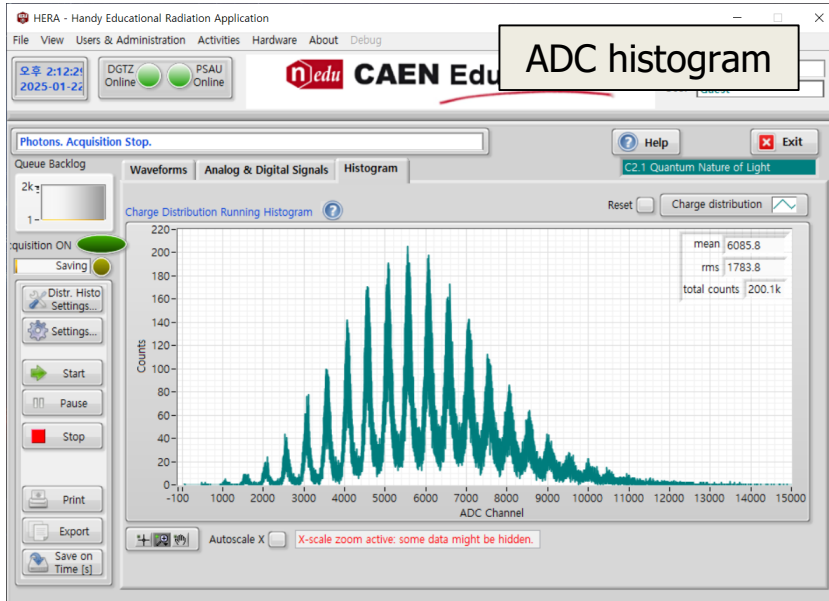 HERA - Handy Educational Radiation Application
File View Users & Administration Activities Hardware About Debug
ADC histogram
오후 2:12:29
2025-01-22
DGTZ
Online
PSAU
Online
n edu CAEN Edu
Photons. Acquisition Stop.
Help
Exit
Queue Backlog
Waveforms
Analog & Digital Signals
Histogram
C2.1 Quantum Nature of Light
2k
1
Charge Distribution Running Histogram
Reset
Charge distribution
quisition ON
Saving
mean 6085.8
rms 1783.8
total counts 200.1k
Distr. Histo
Settings...
Settings...
Start
Pause
Stop
Print
Export
Save on
Time [s]
Counts
220
200
180
160
140
120
100
80
60
40
20
0
-100 1000 2000 3000 4000 5000 6000 7000 8000 9000 10000 11000 12000 13000 14000 15000
ADC Channel
Autoscale X
X-scale zoom active: some data might be hidden.